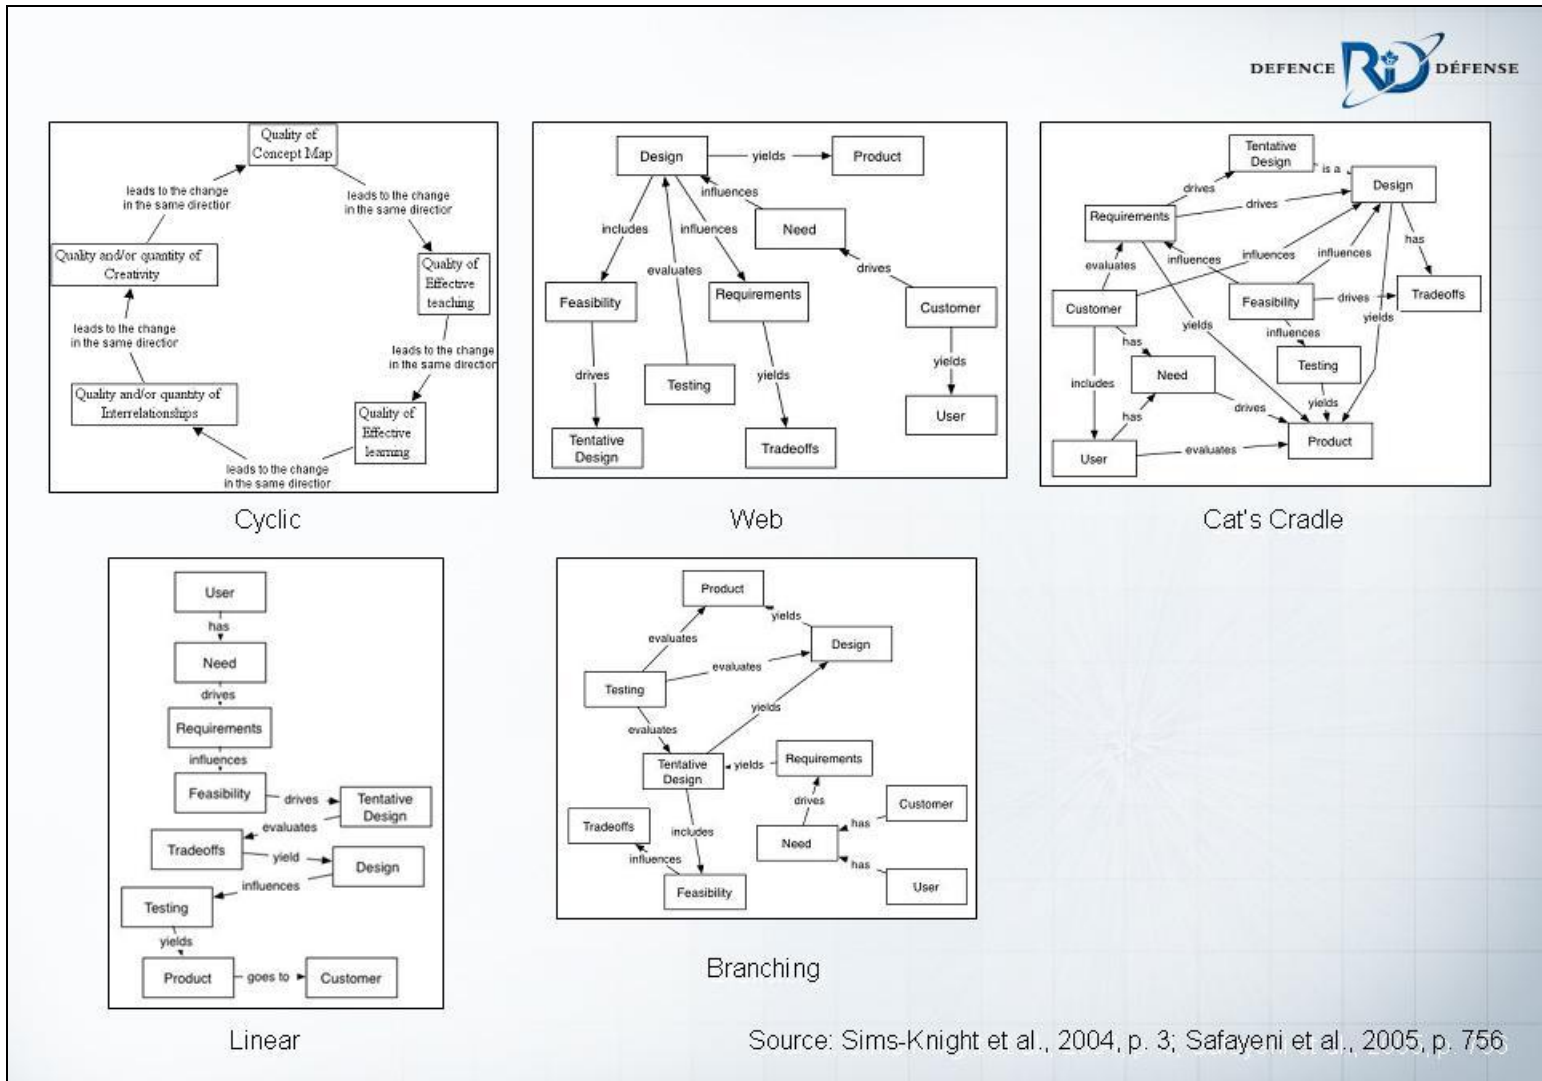 DEFENCE RD DÉFENSE
Quality of
Concept Map
leads to the change
in the same direction
Quality of
Effective
teaching
leads to the change
in the same direction
Quality of
Effective
learning
leads to the change
in the same direction
Quality and/or quantity of
Interrelationships
leads to the change
in the same direction
Quality and/or quantity of
Creativity
leads to the change
in the same direction
Cyclic
Design
yields
Product
influences
Need
includes
influences
evaluates
drives
Feasibility
Requirements
Customer
drives
Testing
yields
yields
User
Tentative
Design
Tradeoffs
Web
Tentative
Design
is a
Design
drives
drives
Requirements
has
influences
influences
influences
evaluates
Customer
Feasibility
drives
Tradeoffs
yields
yields
influences
has
Testing
Need
includes
yields
has
drives
Product
User
evaluates
Cat's Cradle
User
has
Need
drives
Requirements
influences
Feasibility
drives
Tentative
Design
evaluates
Tradeoffs
yield
Design
influences
Testing
yields
Product
goes to
Customer
Linear
Product
yields
evaluates
Design
evaluates
Testing
yields
evaluates
Tentative
Design
yields
Requirements
drives
Customer
has
Tradeoffs
includes
Need
influences
has
Feasibility
User
Branching
Source: Sims-Knight et al., 2004, p. 3; Safayeni et al., 2005, p. 756